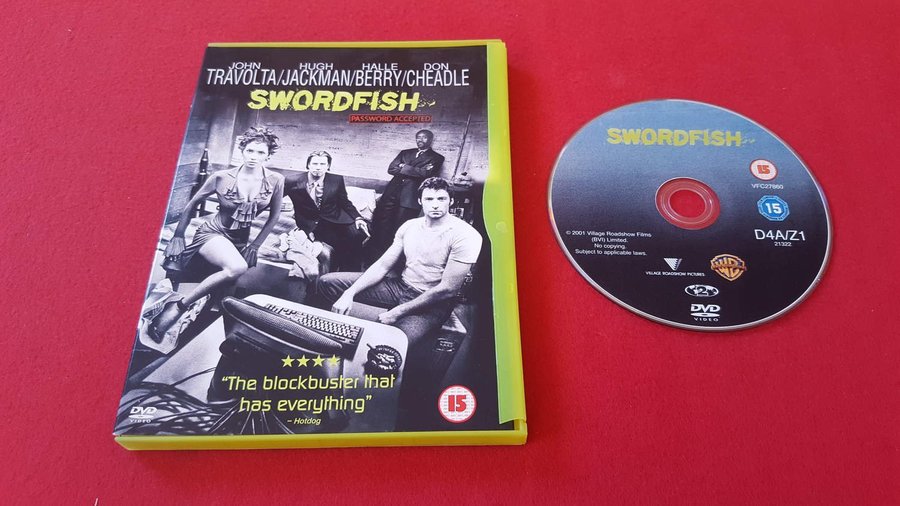 JOHN HUGH HALLE DON
TRAVOLTA/JACKMAN/BERRY/CHEADLE
SWORDFISH
PASSWORD ACCEPTED
★★★★
"The blockbuster that
has everything"
– Hotdog
DVD
VIDEO
15
SWORDFISH
15
VFC27860
15
D4A/Z1
21322
© 2001 Village Roadshow Films
(BVI) Limited.
No copying.
Subject to applicable laws.
VILLAGE ROADSHOW PICTURES
2
DVD
VIDEO